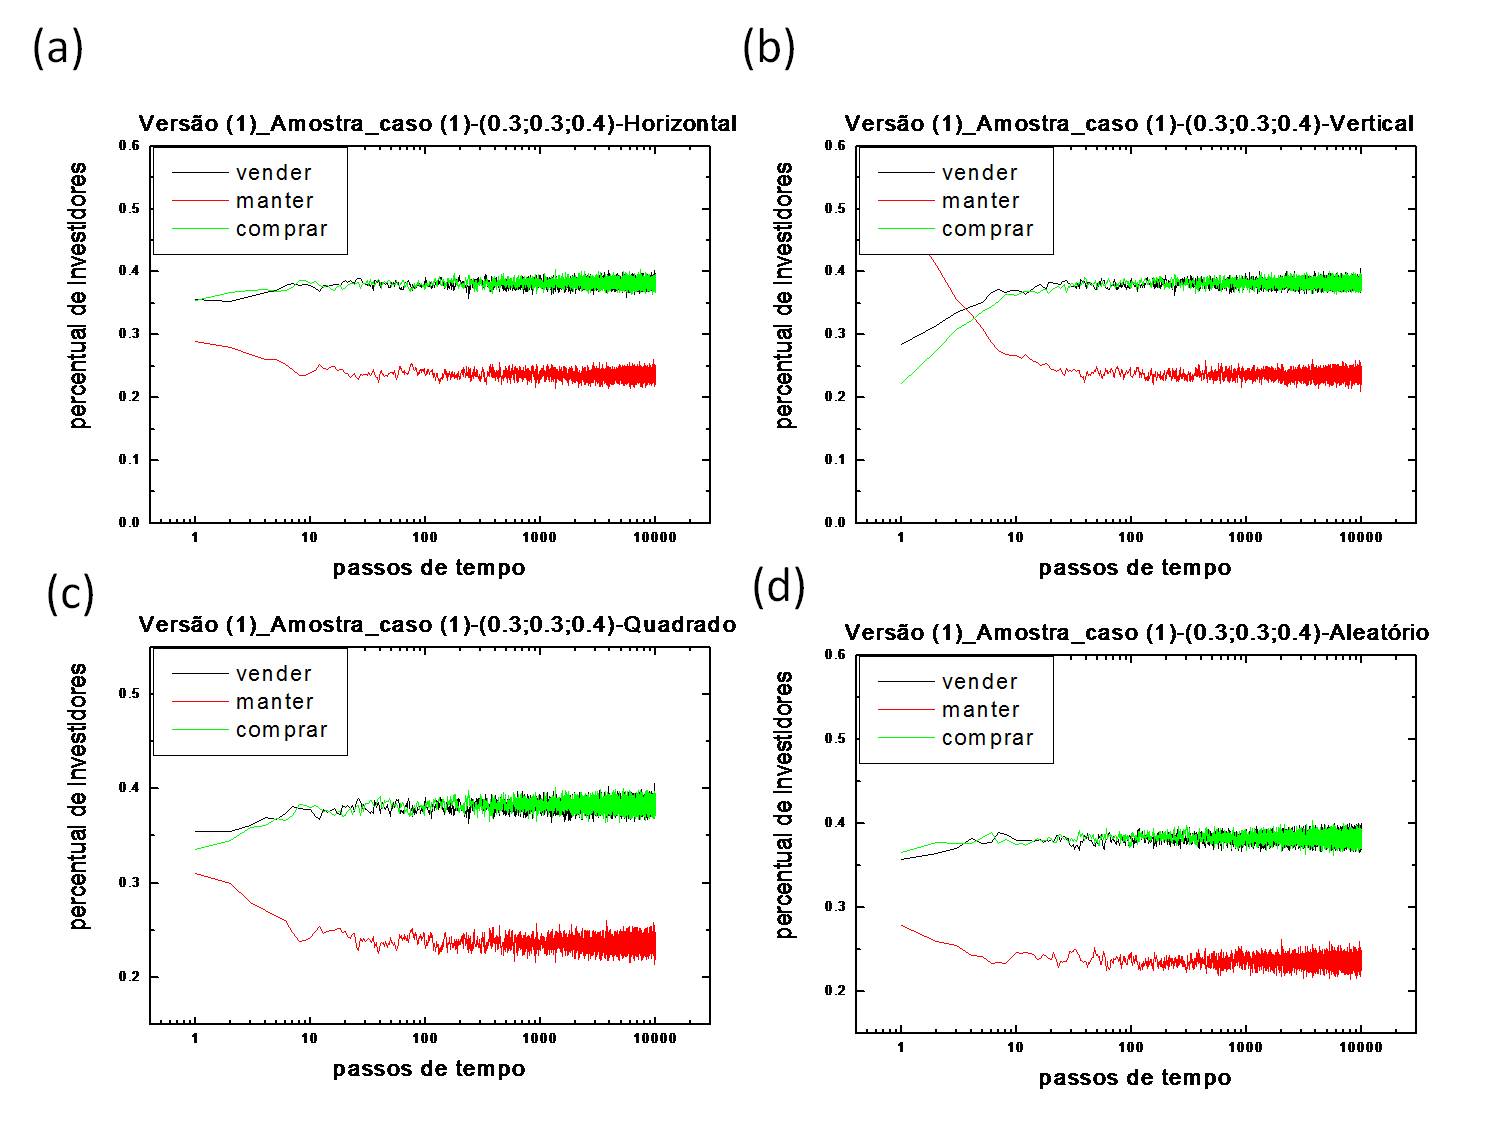 (a)
Versão (1)_Amostra_caso (1)-(0.3;0.3;0.4)-Horizontal
percentual de investidores
0.6
0.5
0.4
0.3
0.2
0.1
0.0
vender
manter
comprar
1 10 100 1000 10000
passos de tempo
(b)
Versão (1)_Amostra_caso (1)-(0.3;0.3;0.4)-Vertical
percentual de investidores
0.6
0.5
0.4
0.3
0.2
0.1
0.0
vender
manter
comprar
1 10 100 1000 10000
passos de tempo
(c)
Versão (1)_Amostra_caso (1)-(0.3;0.3;0.4)-Quadrado
percentual de investidores
0.5
0.4
0.3
0.2
vender
manter
comprar
1 10 100 1000 10000
passos de tempo
(d)
Versão (1)_Amostra_caso (1)-(0.3;0.3;0.4)-Aleatório
percentual de investidores
0.6
0.5
0.4
0.3
0.2
vender
manter
comprar
1 10 100 1000 10000
passos de tempo